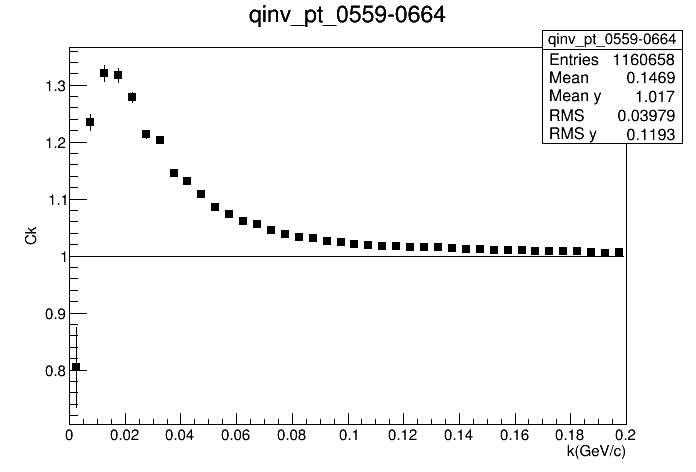 qinv_pt_0559-0664
qinv_pt_0559-0664
Entries 1160658
Mean 0.1469
Mean y 1.017
RMS 0.03979
RMS y 0.1193
1.3
1.2
1.1
1
0.9
0.8
Ck
0 0.02 0.04 0.06 0.08 0.1 0.12 0.14 0.16 0.18 0.2
k(GeV/c)